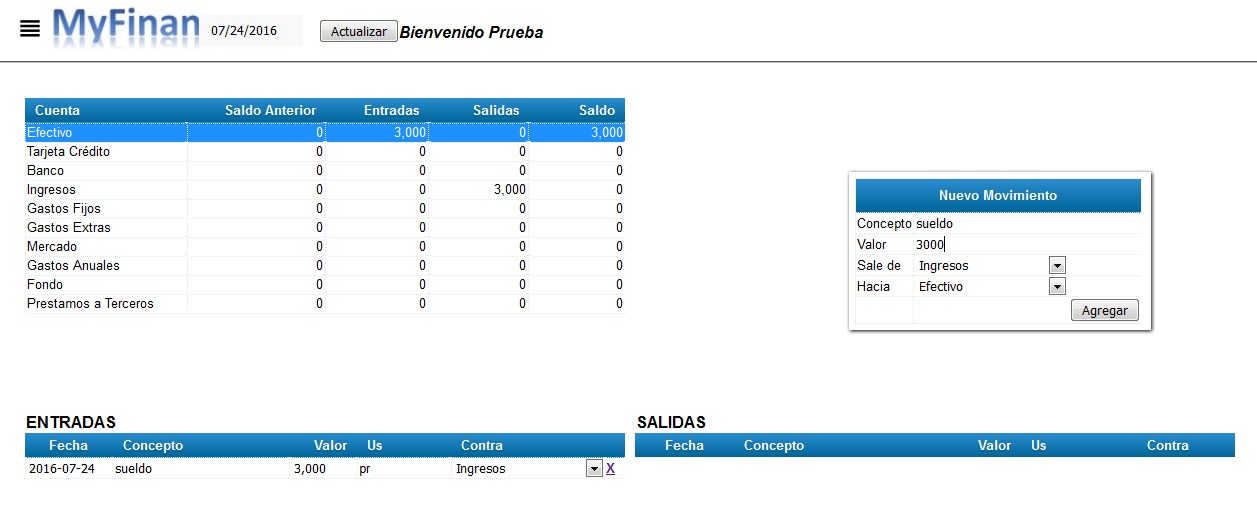 MyFinan 07/24/2016 Actualizar Bienvenido Prueba
Cuenta Saldo Anterior Entradas Salidas Saldo
Efectivo 0 3,000 0 3,000
Tarjeta Crédito 0 0 0 0
Banco 0 0 0 0
Ingresos 0 0 3,000 0
Gastos Fijos 0 0 0 0
Gastos Extras 0 0 0 0
Mercado 0 0 0 0
Gastos Anuales 0 0 0 0
Fondo 0 0 0 0
Prestamos a Terceros 0 0 0 0
Nuevo Movimiento
Concepto sueldo
Valor 3000
Sale de Ingresos
Hacia Efectivo
Agregar
ENTRADAS
Fecha Concepto Valor Us Contra
2016-07-24 sueldo 3,000 pr Ingresos X
SALIDAS
Fecha Concepto Valor Us Contra